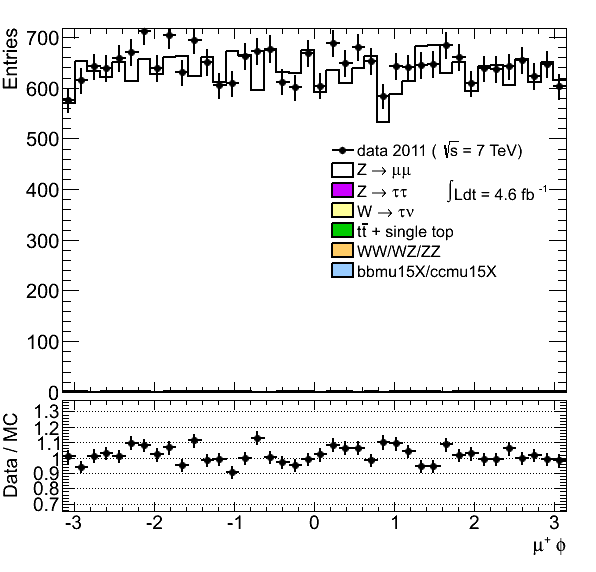 Entries
700
600
500
400
300
200
100
0
data 2011 ( √s = 7 TeV)
Z → μμ
Z → ττ
∫Ldt = 4.6 fb⁻¹
W → τν
tt̅ + single top
WW/WZ/ZZ
bbmu15X/ccmu15X
Data / MC
1.3
1.2
1.1
1
0.9
0.8
0.7
-3 -2 -1 0 1 2 3
μ⁺ ϕ